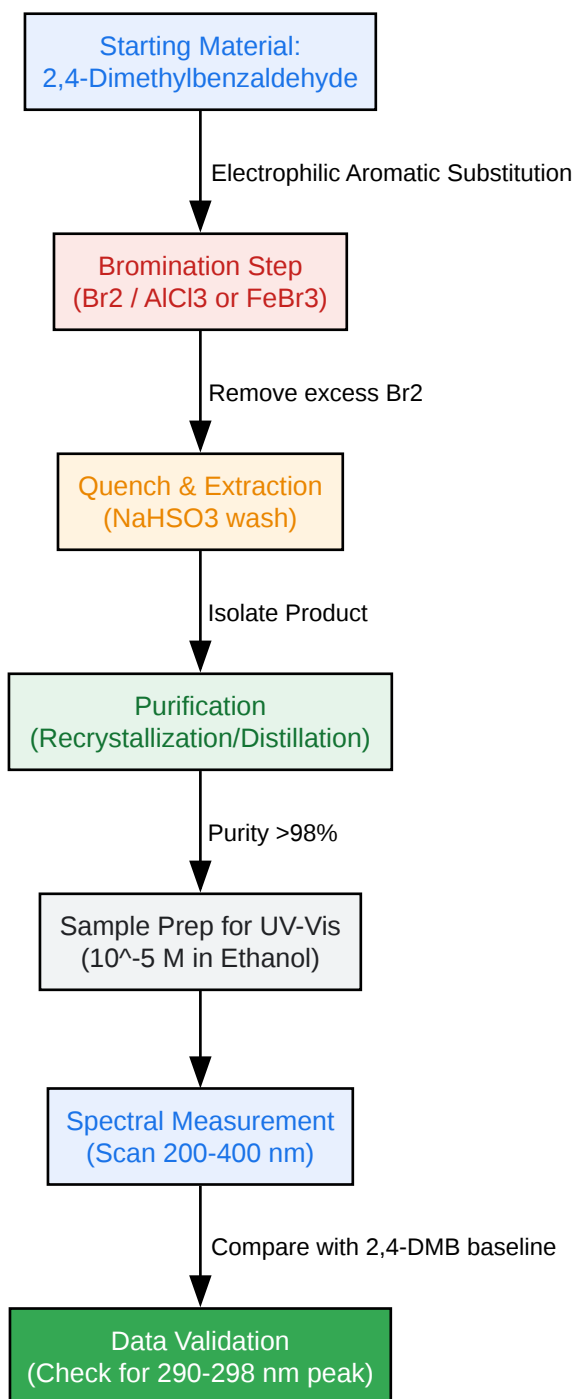 Starting Material:
2,4-Dimethylbenzaldehyde
Electrophilic Aromatic Substitution
Bromination Step
(Br2 / AlCl3 or FeBr3)
Remove excess Br2
Quench & Extraction
(NaHSO3 wash)
Isolate Product
Purification
(Recrystallization/Distillation)
Purity >98%
Sample Prep for UV-Vis
(10^-5 M in Ethanol)
Spectral Measurement
(Scan 200-400 nm)
Compare with 2,4-DMB baseline
Data Validation
(Check for 290-298 nm peak)